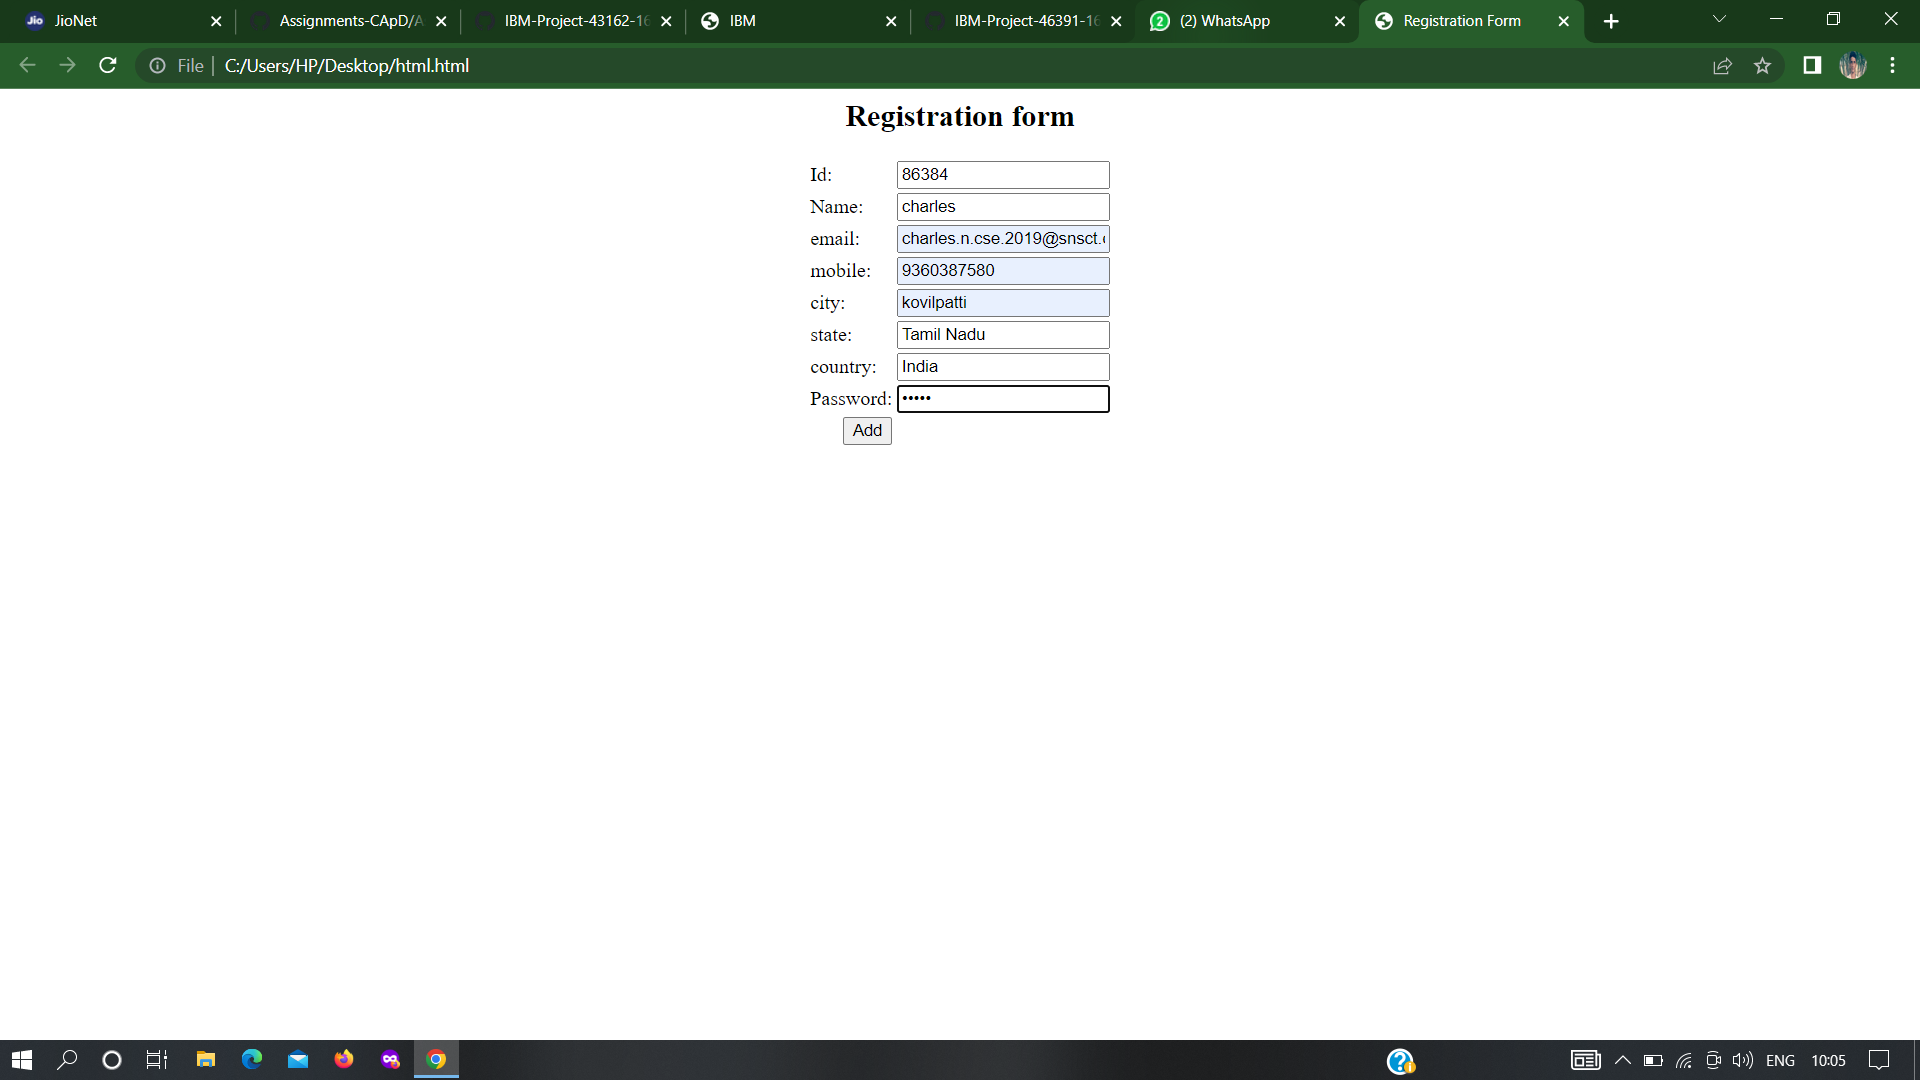 Jio JioNet
Assignments-CApD/A
IBM-Project-43162-16
IBM
IBM-Project-46391-16
2 (2) WhatsApp
Registration Form
File C:/Users/HP/Desktop/html.html
Registration form
Id: 86384
Name: charles
email: charles.n.cse.2019@snsct.
mobile: 9360387580
city: kovilpatti
state: Tamil Nadu
country: India
Password: •••••
Add
ENG 10:05